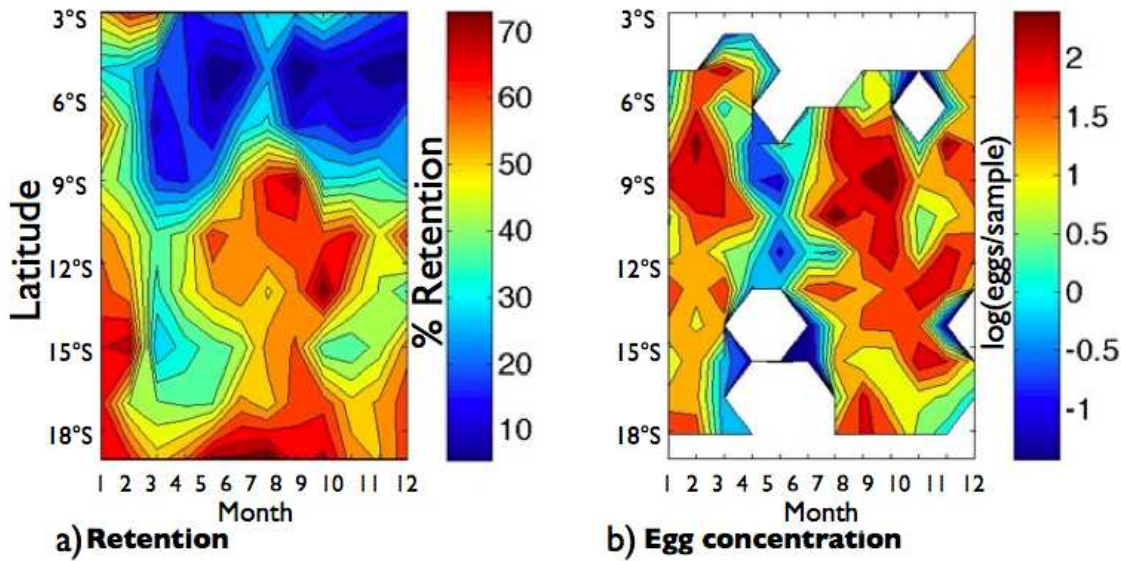 3°S
6°S
9°S
12°S
15°S
18°S
Latitude
1 2 3 4 5 6 7 8 9 10 11 12
Month
70
60
50
40
30
20
10
% Retention
a) Retention
3°S
6°S
9°S
12°S
15°S
18°S
1 2 3 4 5 6 7 8 9 10 11 12
Month
2
1.5
1
0.5
0
-0.5
-1
log(eggs/sample)
b) Egg concentration